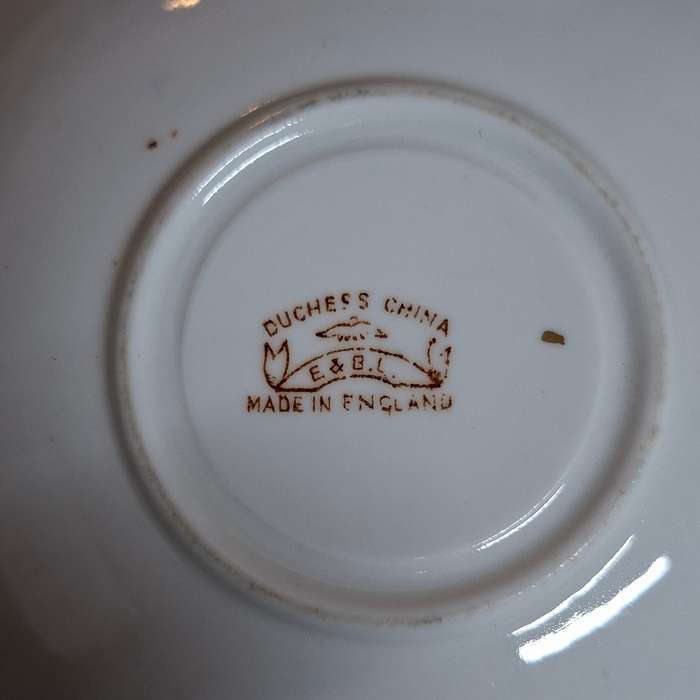 DUCHESS CHINA
E. & B. L.
MADE IN ENGLAND